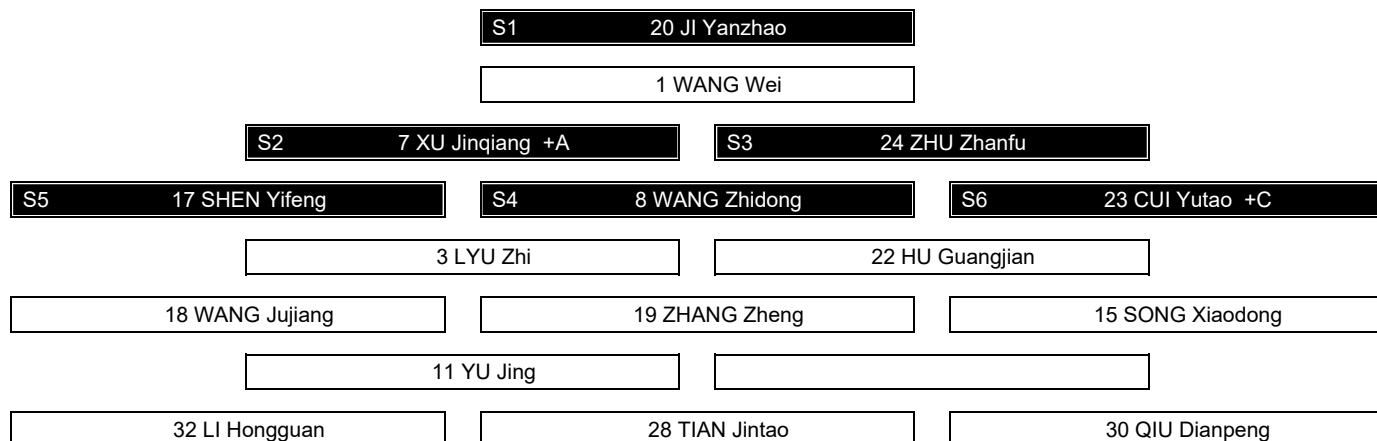 S1 20 JI Yanzhao
1 WANG Wei
S2 7 XU Jinqiang +A S3 24 ZHU Zhanfu
S5 17 SHEN Yifeng S4 8 WANG Zhidong S6 23 CUI Yutao +C
3 LYU Zhi 22 HU Guangjian
18 WANG Jujiang 19 ZHANG Zheng 15 SONG Xiaodong
11 YU Jing
32 LI Hongguan 28 TIAN Jintao 30 QIU Dianpeng